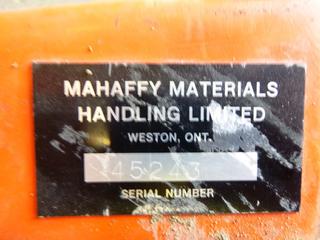 MAHAFFY MATERIALS
HANDLING LIMITED
WESTON, ONT.
45243
SERIAL NUMBER